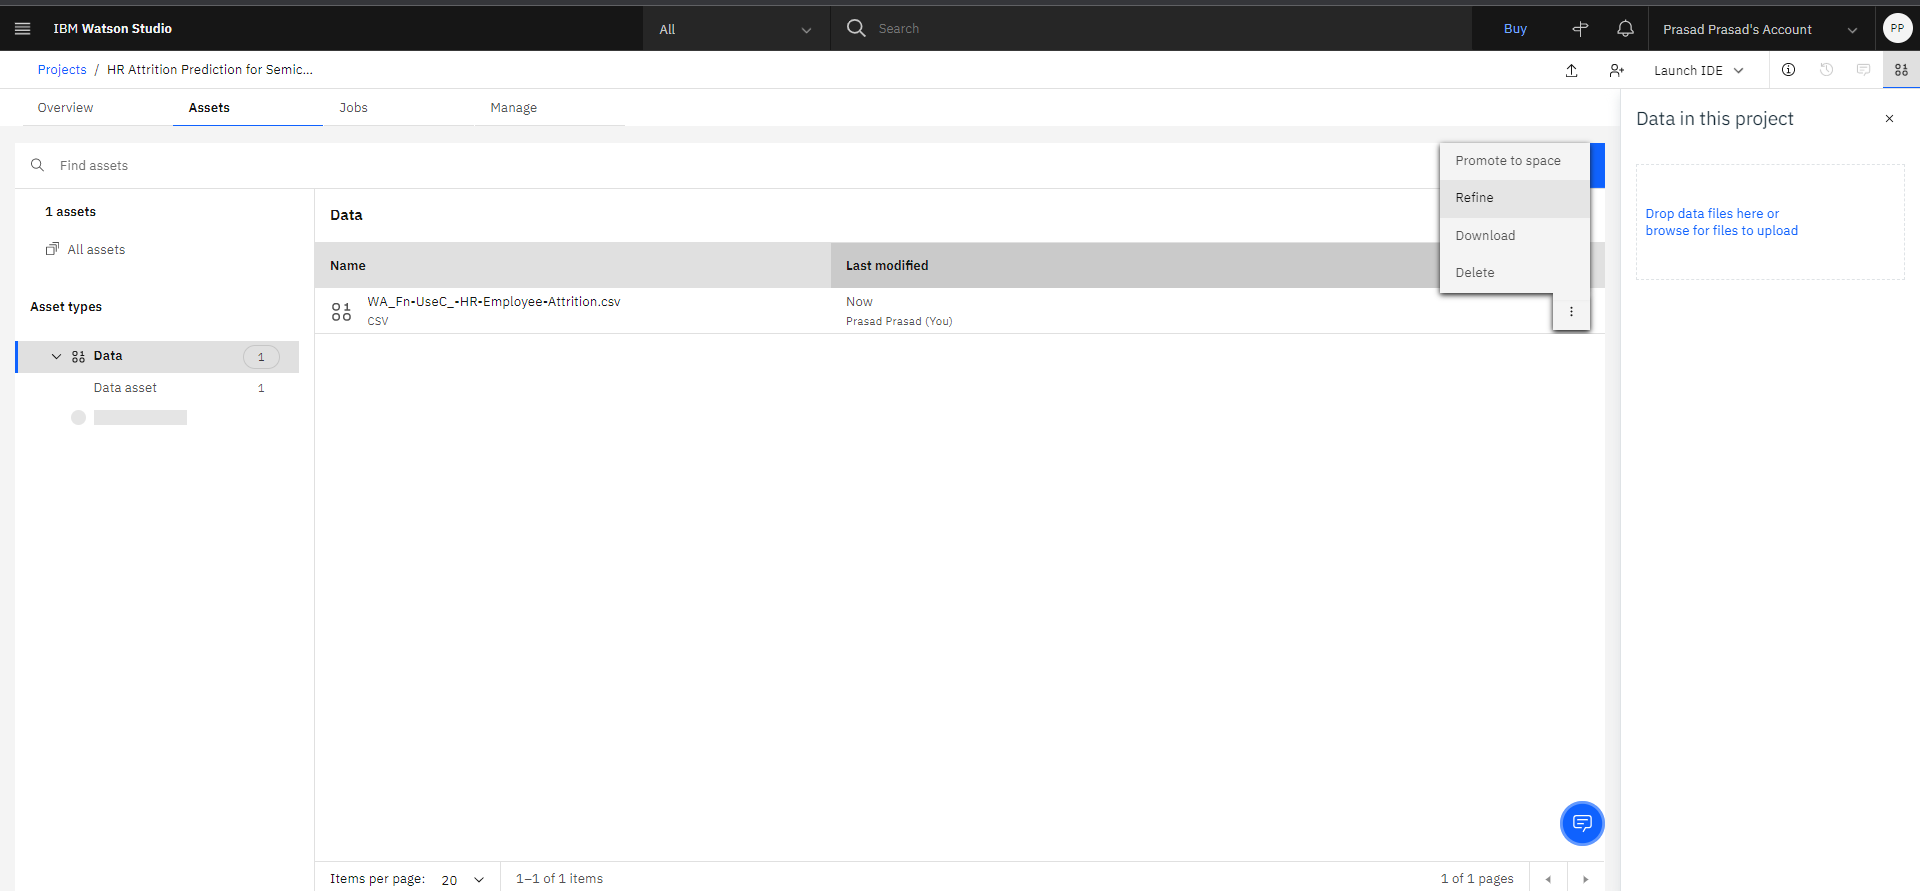 IBM Watson Studio
All
Search
Buy
Prasad Prasad's Account
PP
Projects / HR Attrition Prediction for Semic...
Launch IDE
Overview
Assets
Jobs
Manage
Data in this project
Find assets
Promote to space
Refine
Download
Delete
Drop data files here or
browse for files to upload
1 assets
All assets
Asset types
Data 1
Data asset 1
Data
Name
Last modified
WA_Fn-UseC_-HR-Employee-Attrition.csv
CSV
Now
Prasad Prasad (You)
Items per page: 20
1–1 of 1 items
1 of 1 pages